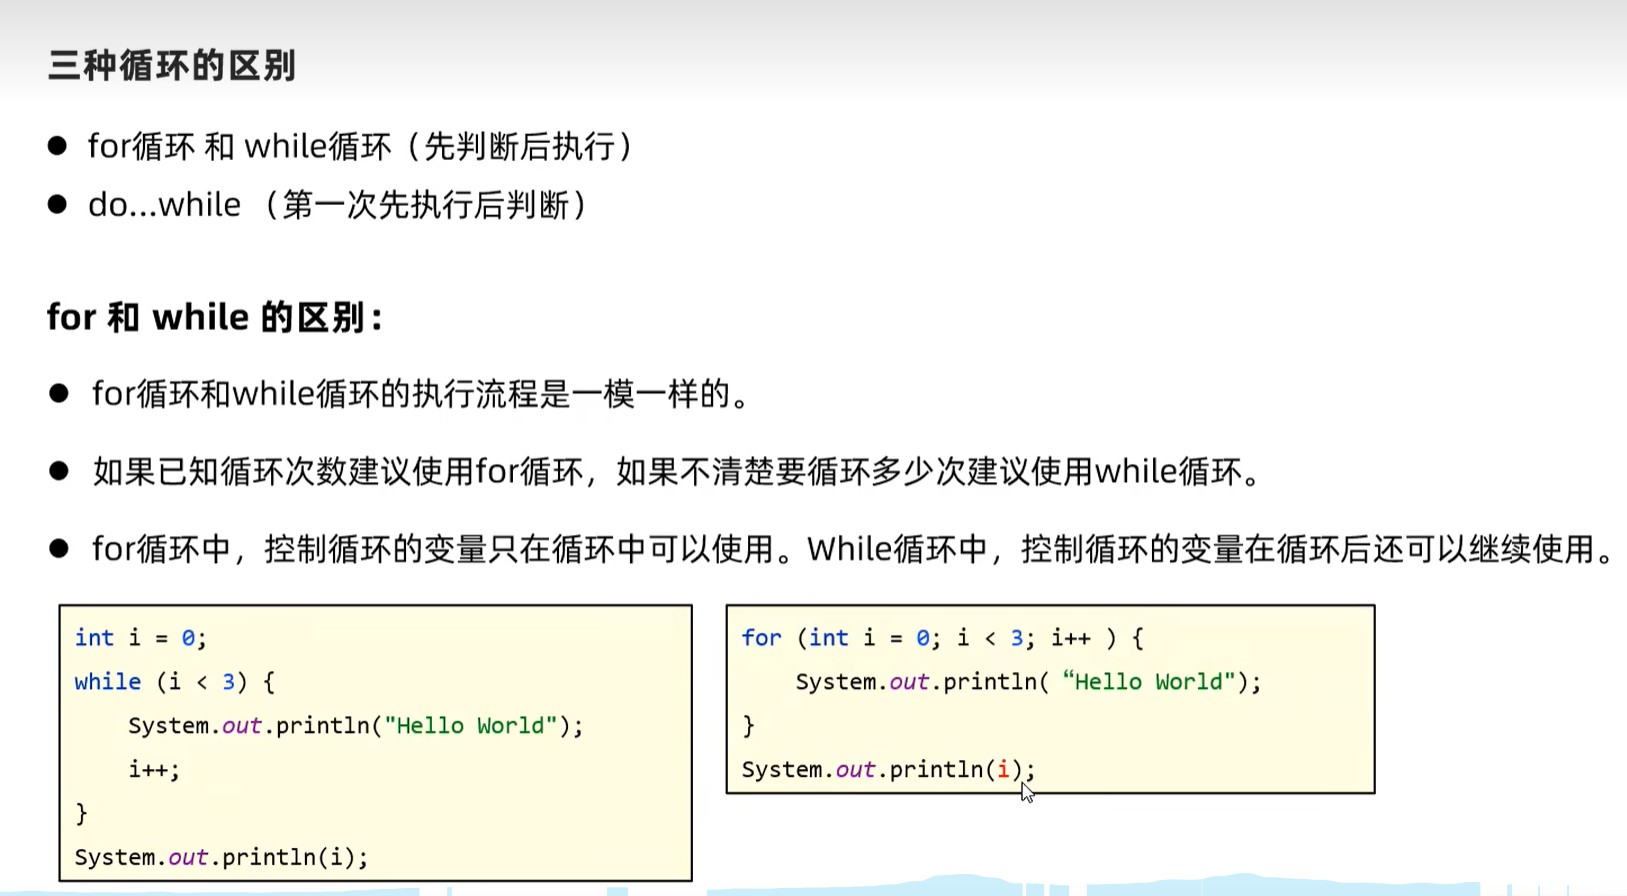 三种循环的区别
● for循环 和 while循环（先判断后执行）
● do...while （第一次先执行后判断）
for 和 while 的区别：
● for循环和while循环的执行流程是一模一样的。
● 如果已知循环次数建议使用for循环，如果不清楚要循环多少次建议使用while循环。
● for循环中，控制循环的变量只在循环中可以使用。While循环中，控制循环的变量在循环后还可以继续使用。
int i = 0;
while (i < 3) {
    System.out.println("Hello World");
    i++;
}
System.out.println(i);
for (int i = 0; i < 3; i++ ) {
    System.out.println( “Hello World");
}
System.out.println(i);